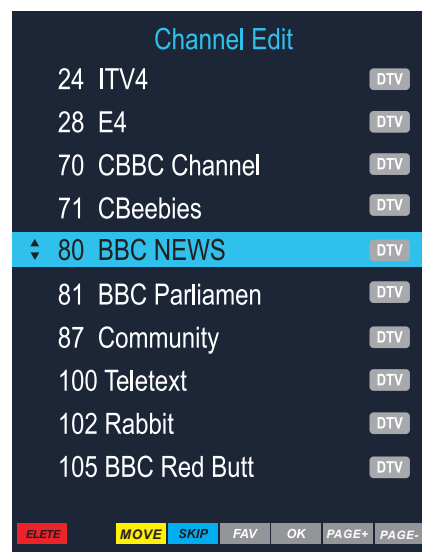 Channel Edit
24 ITV4 DTV
28 E4 DTV
70 CBBC Channel DTV
71 CBeebies DTV
80 BBC NEWS DTV
81 BBC Parliamen DTV
87 Community DTV
100 Teletext DTV
102 Rabbit DTV
105 BBC Red Butt DTV
ELETE MOVE SKIP FAV OK PAGE+ PAGE-